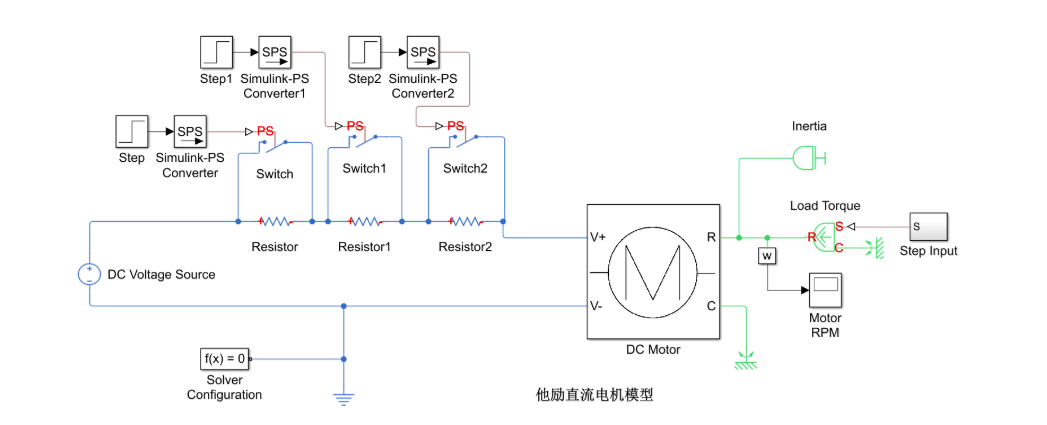 SPS
SPS
Step1
Simulink-PS
Converter1
Step2
Simulink-PS
Converter2
SPS
PS
PS
PS
Step
Simulink-PS
Converter
Switch
Switch1
Switch2
Inertia
Load Torque
S
R
C
S
Step Input
Resistor
Resistor1
Resistor2
V+
R
w
DC Voltage Source
V-
C
M
Motor
RPM
DC Motor
f(x) = 0
Solver
Configuration
他励直流电机模型